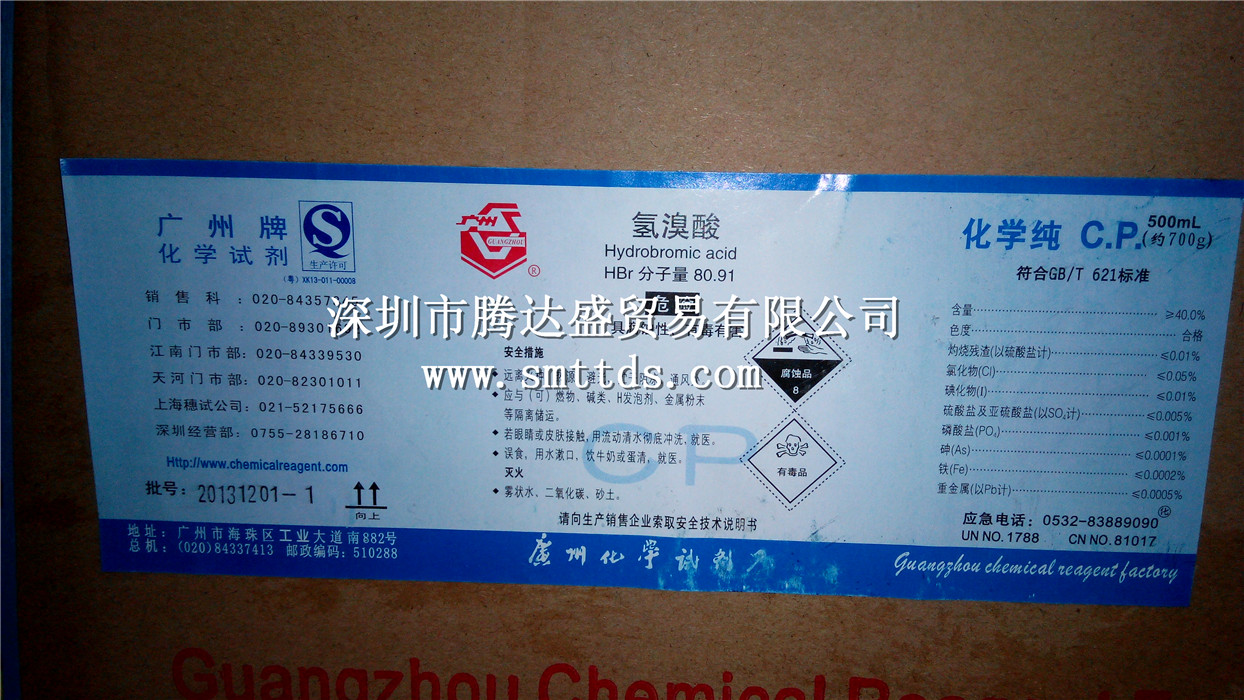 广州牌
化学试剂
生产许可
(粤) XK13-011-00008
销售科:020-84357
门市部:020-8930
江南门市部:020-84339530
天河门市部:020-82301011
上海穗试公司:021-52175666
深圳经营部:0755-28186710
Http://www.chemicalreagent.com
批号: 20131201-1
向上
广州
GUANGZHOU
®
氢溴酸
Hydrobromic acid
HBr 分子量 80.91
危
深圳市腾达盛贸易有限公司
www.smttds.com
安全措施
◆ 应与(可)燃物、碱类、H发泡剂、金属粉末
等隔离储运。
◆ 若眼睛或皮肤接触,用流动清水彻底冲洗,就医。
◆ 误食,用水漱口,饮牛奶或蛋清,就医。
灭火
◆ 雾状水、二氧化碳、砂土。
请向生产销售企业索取安全技术说明书
CP
腐蚀品
8
有毒品
化学纯 C.P. 500mL
(约700g)
符合GB/T 621标准
含量 ≥40.0%
色度 合格
灼烧残渣(以硫酸盐计) ≤0.01%
氯化物(Cl) ≤0.05%
碘化物(I) ≤0.01%
硫酸盐及亚硫酸盐(以SO4计) ≤0.005%
磷酸盐(PO4) ≤0.001%
砷(As) ≤0.0001%
铁(Fe) ≤0.0002%
重金属(以Pb计) ≤0.0005%
应急电话:0532-83889090 化
UN NO.1788 CN NO.81017
地址:广州市海珠区工业大道南882号
总机:(020)84337413 邮政编码:510288
广州化学试剂厂
Guangzhou chemical reagent factory
Guangzhou Chemical